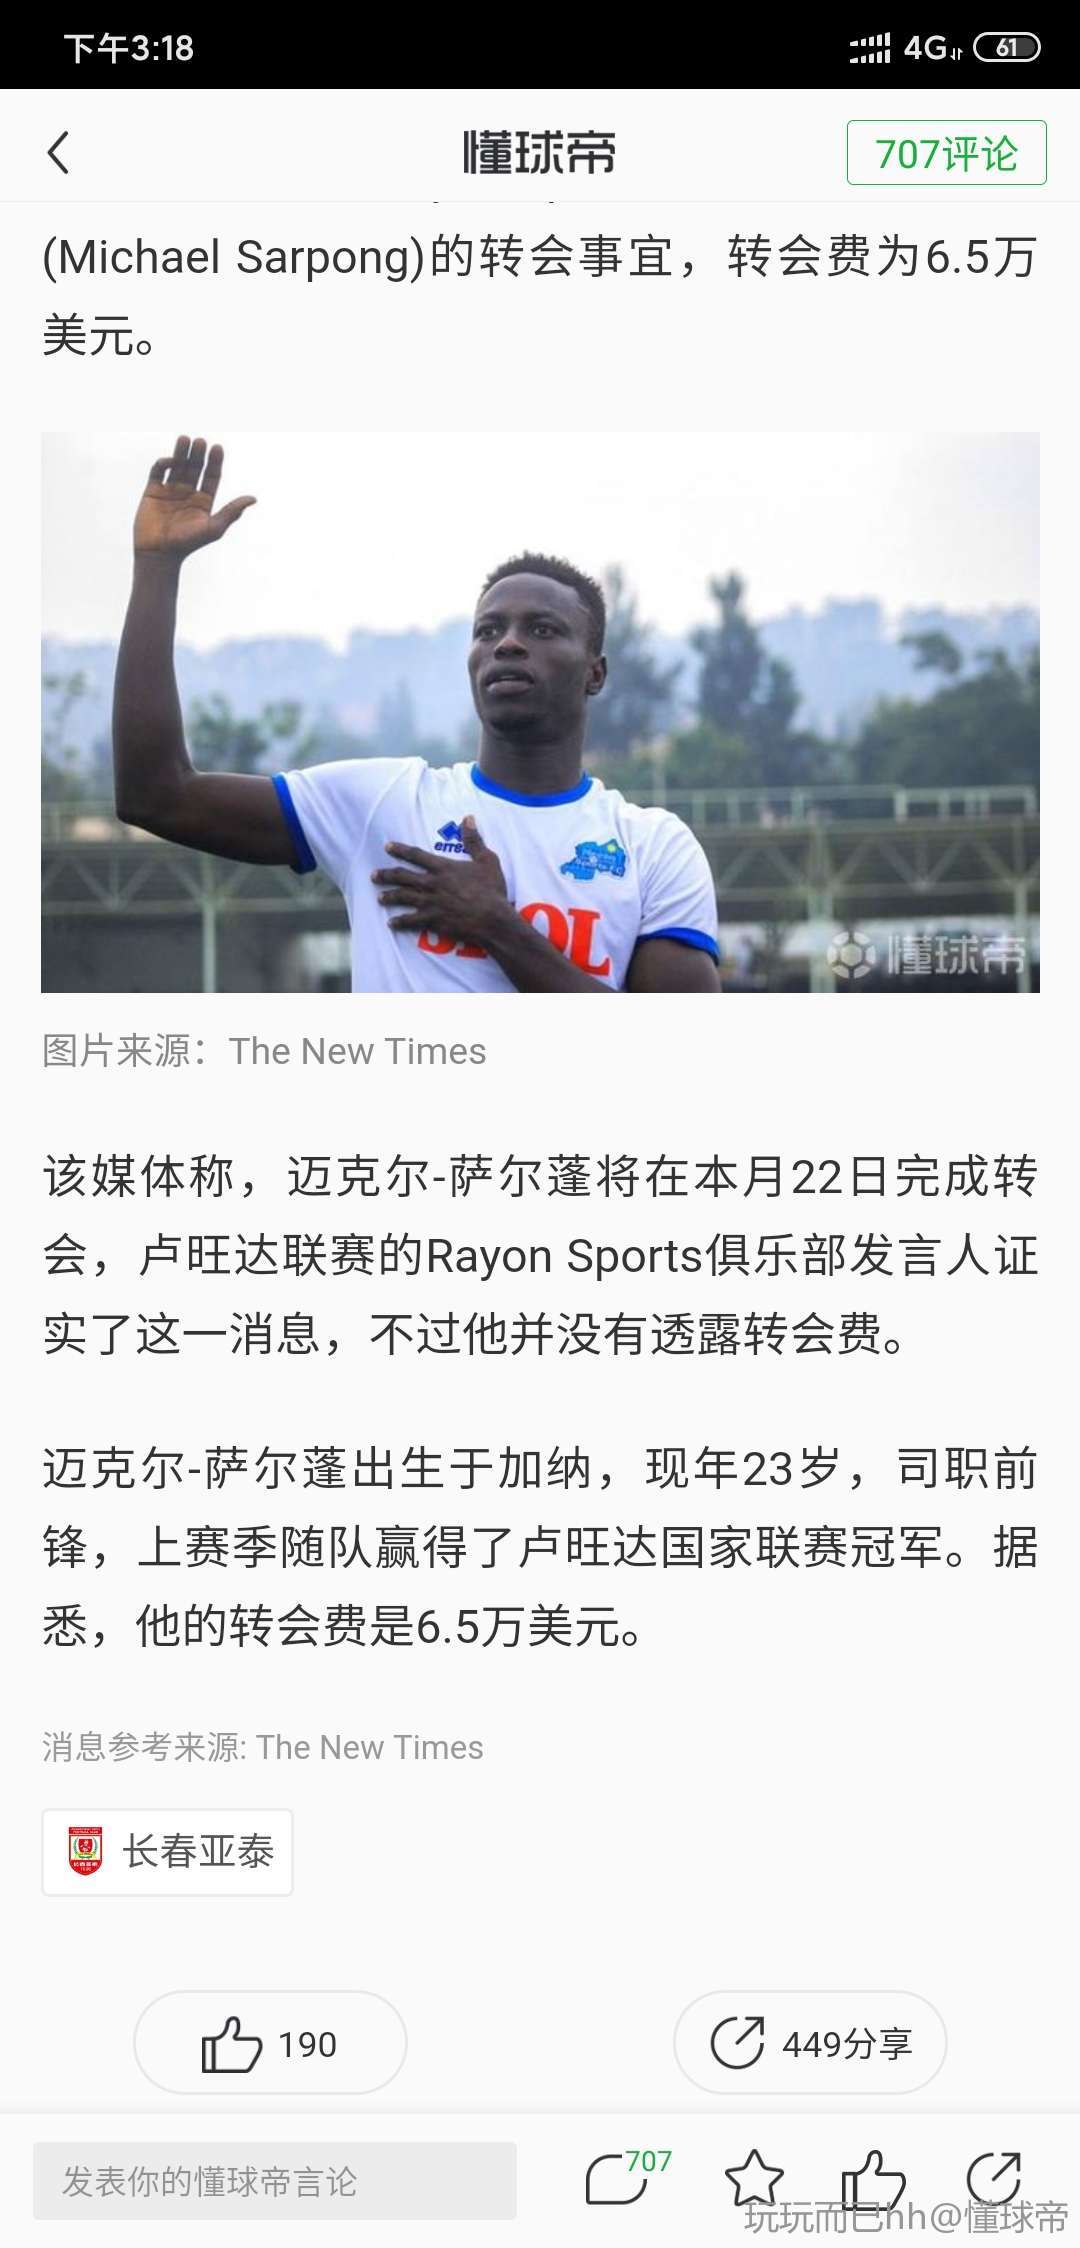 下午3:18
4G
61
懂球帝
707评论
(Michael Sarpong)的转会事宜，转会费为6.5万
美元。
errea
OL
懂球帝
图片来源：The New Times
该媒体称，迈克尔-萨尔蓬将在本月22日完成转
会，卢旺达联赛的Rayon Sports俱乐部发言人证
实了这一消息，不过他并没有透露转会费。
迈克尔-萨尔蓬出生于加纳，现年23岁，司职前
锋，上赛季随队赢得了卢旺达国家联赛冠军。据
悉，他的转会费是6.5万美元。
消息参考来源: The New Times
长春亚泰
190
449分享
发表你的懂球帝言论
707
玩玩而已hh@懂球帝